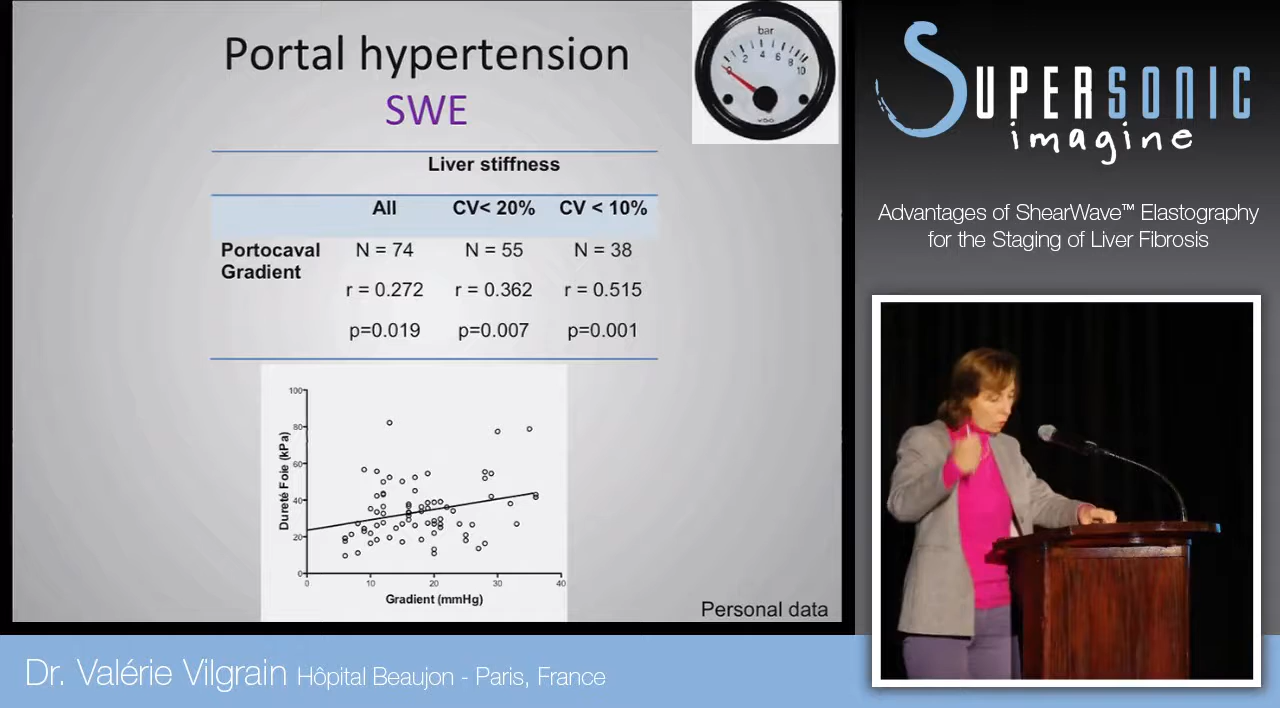 Portal hypertension
SWE
bar
0 2 4 6 8 10
VDO
Liver stiffness
All CV< 20% CV < 10%
Portocaval Gradient N = 74 N = 55 N = 38
r = 0.272 r = 0.362 r = 0.515
p=0.019 p=0.007 p=0.001
100
80
60
40
20
0
Dureté Foie (kPa)
0 10 20 30 40
Gradient (mmHg)
Personal data
SUPERSONIC
imagine
Advantages of ShearWave™ Elastography
for the Staging of Liver Fibrosis
Dr. Valérie Vilgrain Hôpital Beaujon - Paris, France